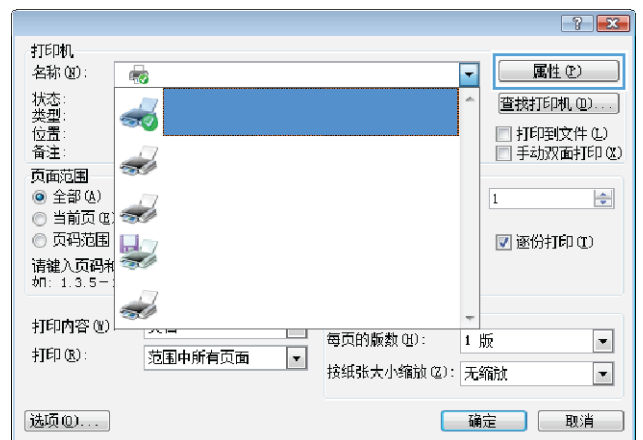 打印机
名称(N):
属性(P)
状态:
查找打印机(D)...
类型:
位置:
打印到文件(L)
备注:
手动双面打印(X)
页面范围
全部(A)
1
当前页(E)
页码范围
逐份打印(T)
请键入页码和
如: 1.3.5-
打印内容(W):
每页的版数(H):
1 版
打印(R):
范围中所有页面
按纸张大小缩放(Z):
无缩放
选项(O)...
确定
取消